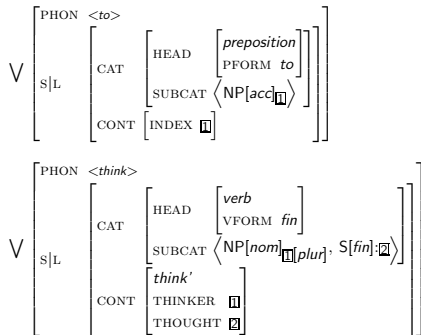 PHON <to>
HEAD [preposition
PFORM to]
∨ S|L CAT
SUBCAT ⟨NP[acc]1⟩
CONT [INDEX 1]
PHON <think>
HEAD [verb
VFORM fin]
∨ S|L CAT
SUBCAT ⟨NP[nom]1[plur], S[fin]:2⟩
CONT [think'
THINKER 1
THOUGHT 2]